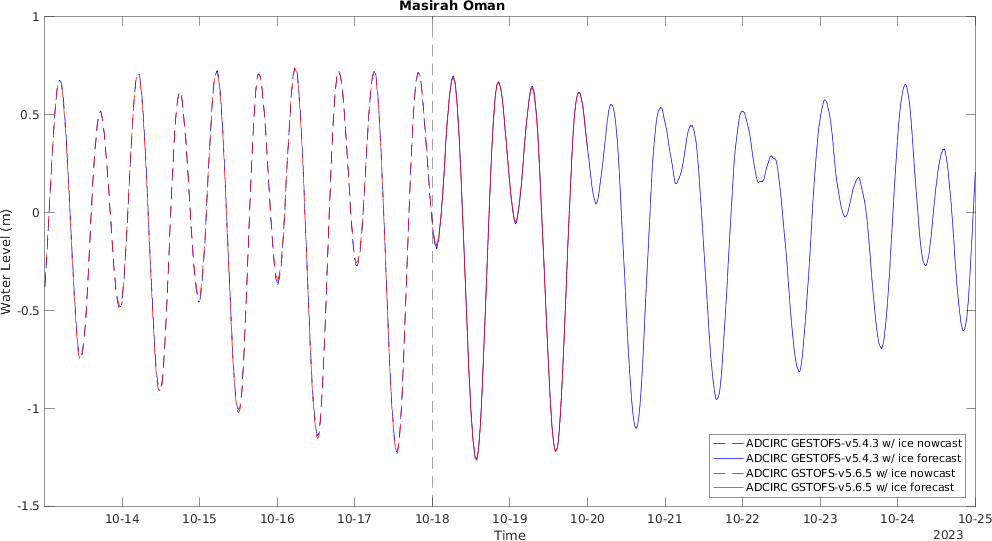 Masirah Oman
1
0.5
0
-0.5
-1
-1.5
Water Level (m)
ADCIRC GESTOFS-v5.4.3 w/ ice nowcast
ADCIRC GESTOFS-v5.4.3 w/ ice forecast
ADCIRC GSTOFS-v5.6.5 w/ ice nowcast
ADCIRC GSTOFS-v5.6.5 w/ ice forecast
10-14 10-15 10-16 10-17 10-18 10-19 10-20 10-21 10-22 10-23 10-24 10-25
Time
2023